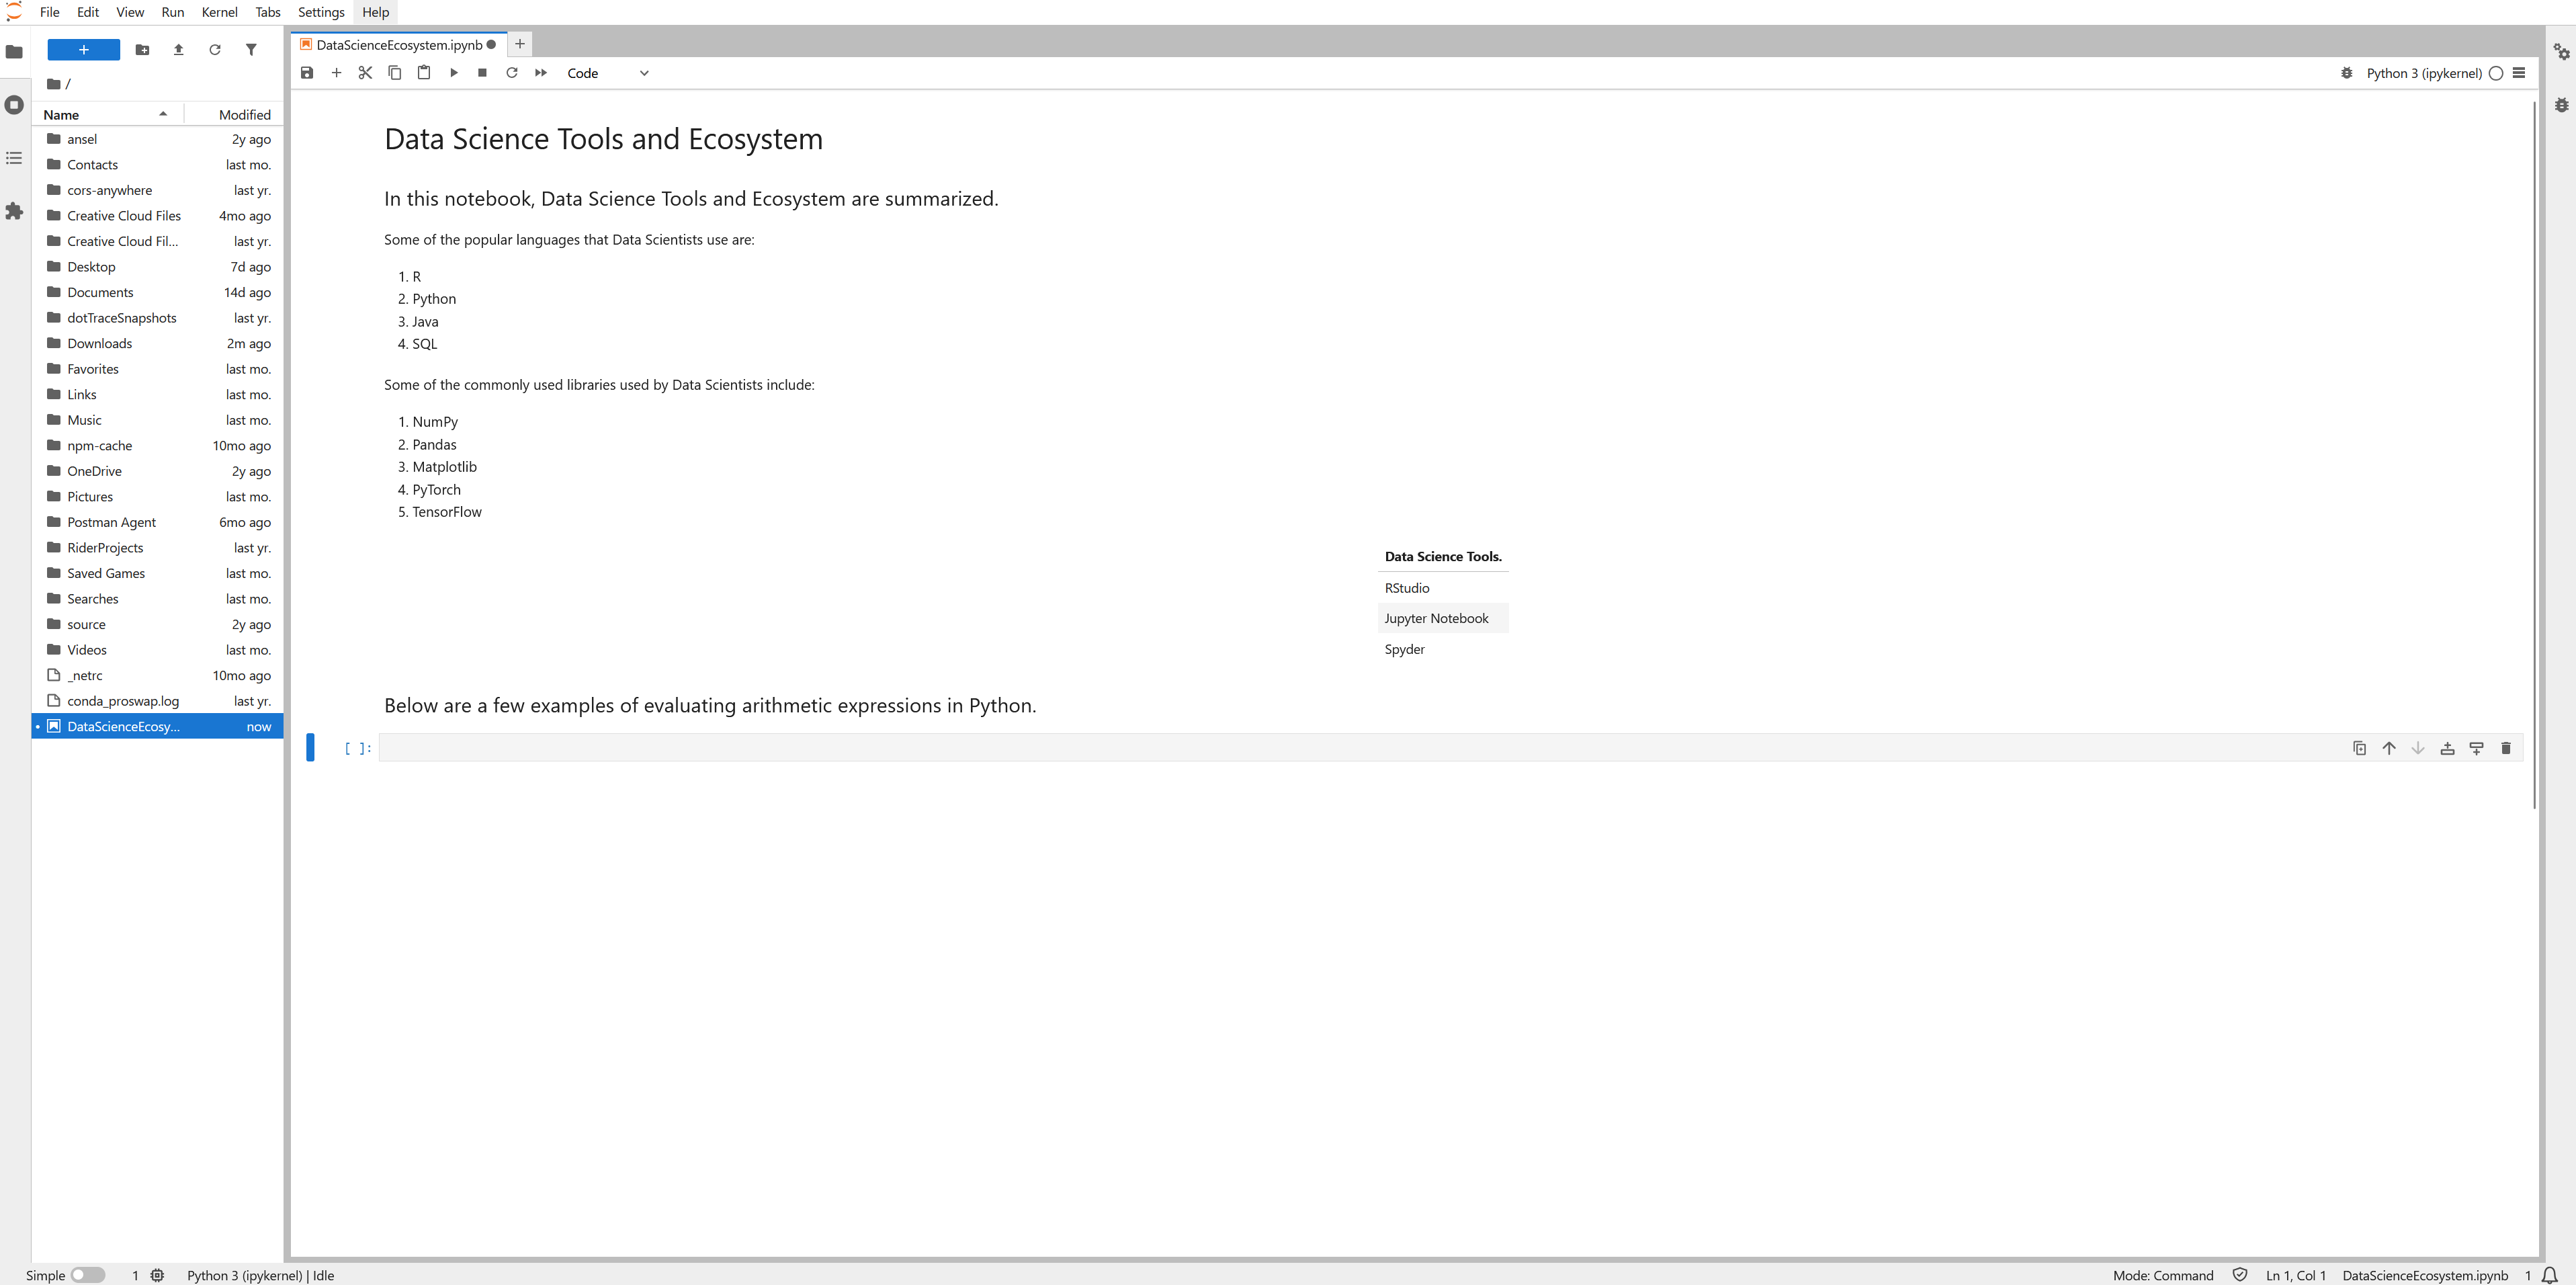 File Edit View Run Kernel Tabs Settings Help
DataScienceEcosystem.ipynb
Code
Python 3 (ipykernel)
/
Name Modified
ansel 2y ago
Contacts last mo.
cors-anywhere last yr.
Creative Cloud Files 4mo ago
Creative Cloud Fil... last yr.
Desktop 7d ago
Documents 14d ago
dotTraceSnapshots last yr.
Downloads 2m ago
Favorites last mo.
Links last mo.
Music last mo.
npm-cache 10mo ago
OneDrive 2y ago
Pictures last mo.
Postman Agent 6mo ago
RiderProjects last yr.
Saved Games last mo.
Searches last mo.
source 2y ago
Videos last mo.
_netrc 10mo ago
conda_proswap.log last yr.
DataScienceEcosy... now
Data Science Tools and Ecosystem
In this notebook, Data Science Tools and Ecosystem are summarized.
Some of the popular languages that Data Scientists use are:
1. R
2. Python
3. Java
4. SQL
Some of the commonly used libraries used by Data Scientists include:
1. NumPy
2. Pandas
3. Matplotlib
4. PyTorch
5. TensorFlow
Data Science Tools.
RStudio
Jupyter Notebook
Spyder
Below are a few examples of evaluating arithmetic expressions in Python.
[ ]:
Simple 1 Python 3 (ipykernel) | Idle
Mode: Command Ln 1, Col 1 DataScienceEcosystem.ipynb 1